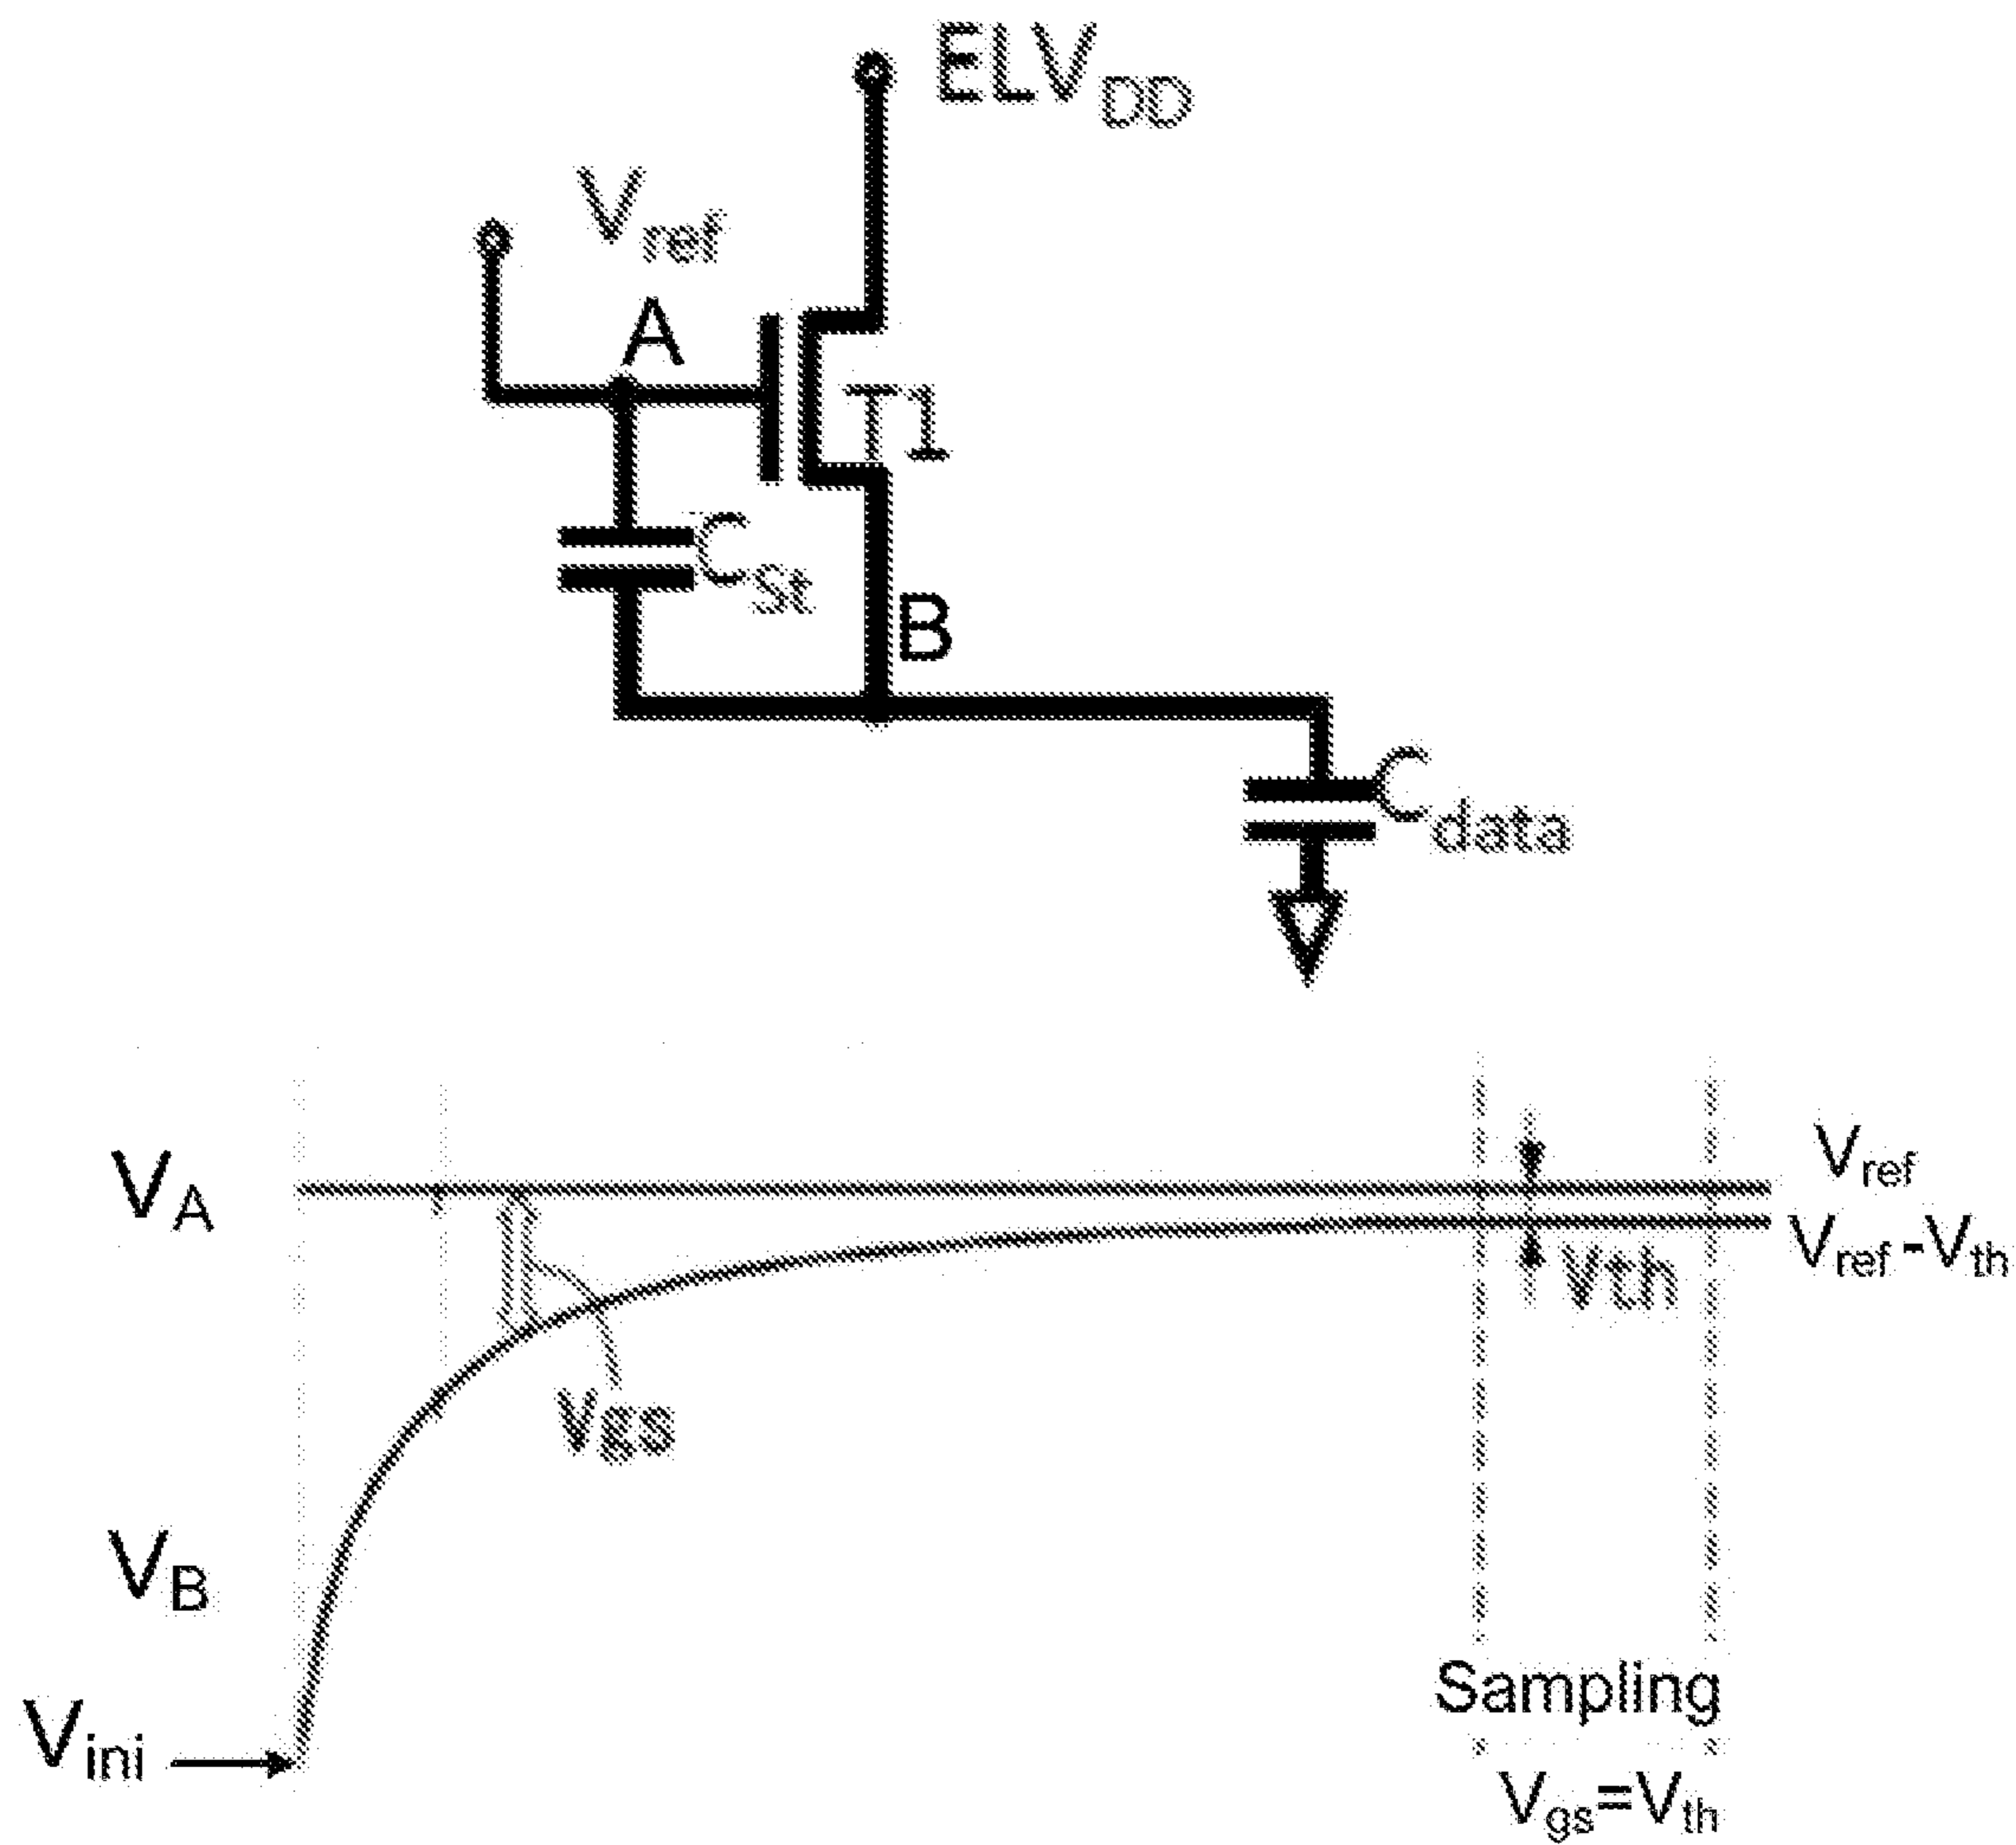 ELVDD
Vref
A
T1
CSt
B
Cdata
VA
Vref
Vref-Vth
Vth
Vgs
VB
Vini
Sampling
Vgs=Vth